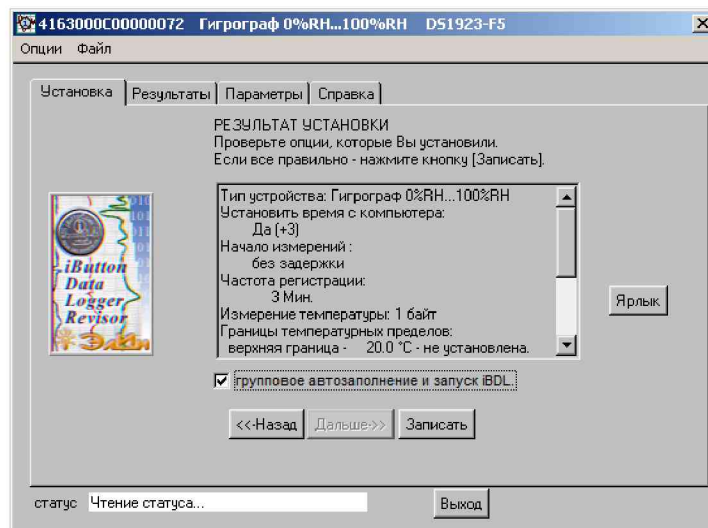 4163000C00000072 Гигрограф 0%RH...100%RH DS1923-F5
Опции Файл
Установка Результаты Параметры Справка
РЕЗУЛЬТАТ УСТАНОВКИ
Проверьте опции, которые Вы установили.
Если все правильно - нажмите кнопку [Записать].
Тип устройства: Гигрограф 0%RH...100%RH
Установить время с компьютера:
Да (+3)
Начало измерений :
без задержки
Частота регистрации:
3 Мин.
Измерение температуры: 1 байт
Границы температурных пределов:
верхняя граница - 20.0 °C - не установлена.
iButton
Data
Logger
Revisor
Элин
Ярлык
групповое автозаполнение и запуск iBDL.
<<-Назад Дальше->> Записать
статус Чтение статуса... Выход